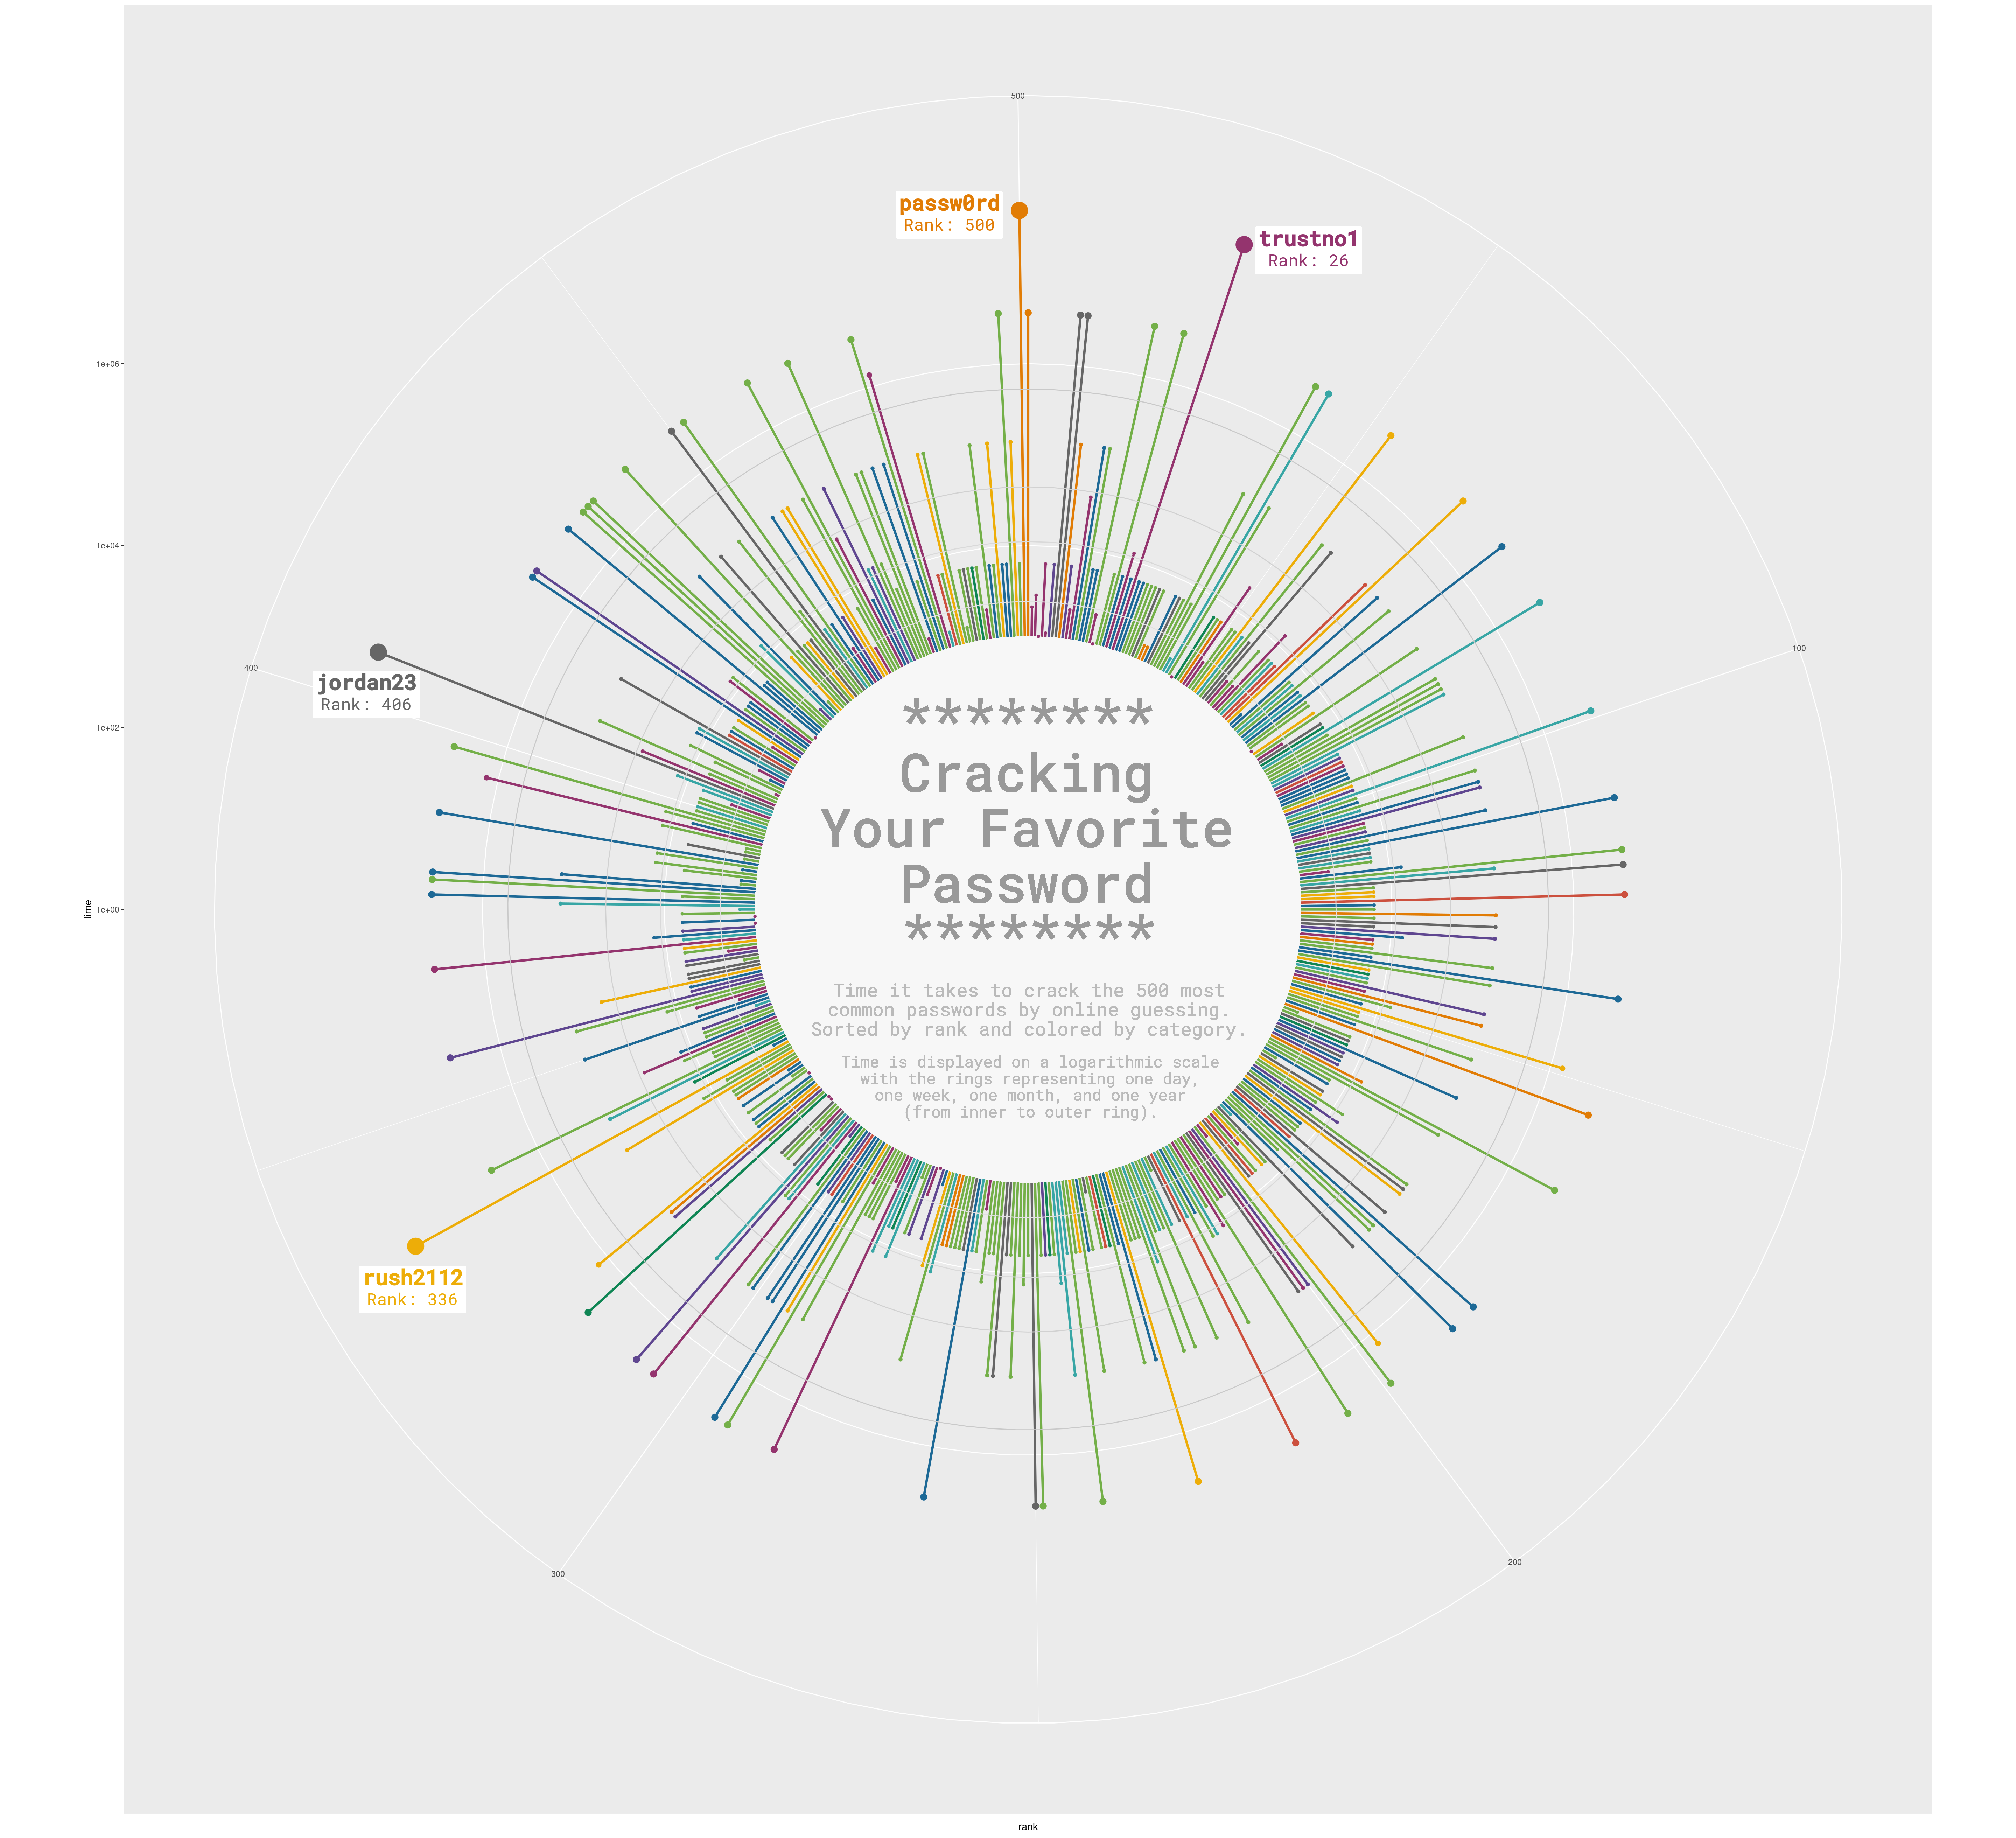 500
passw0rd
Rank: 500
trustno1
Rank: 26
1e+06
1e+04
100
400
jordan23
Rank: 406
1e+02
********
Cracking
Your Favorite
Password
********
time
1e+00
Time it takes to crack the 500 most
common passwords by online guessing.
Sorted by rank and colored by category.
Time is displayed on a logarithmic scale
with the rings representing one day,
one week, one month, and one year
(from inner to outer ring).
rush2112
Rank: 336
200
300
rank